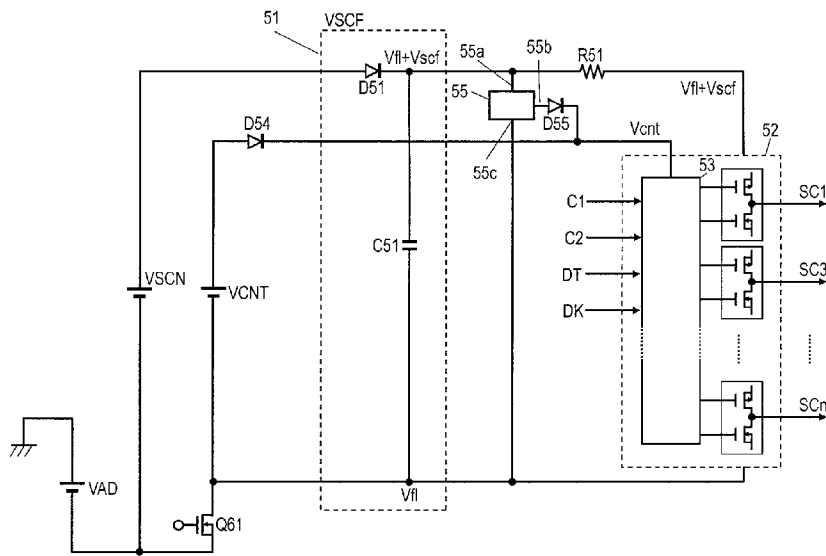 51
VSCF
Vfl+Vscf
D51
55a
55b
R51
55
D55
Vfl+Vscf
D54
55c
Vcnt
52
53
C1
C2
DT
DK
SC1
SC3
SCn
C51
VSCN
VCNT
VAD
Q61
Vfl